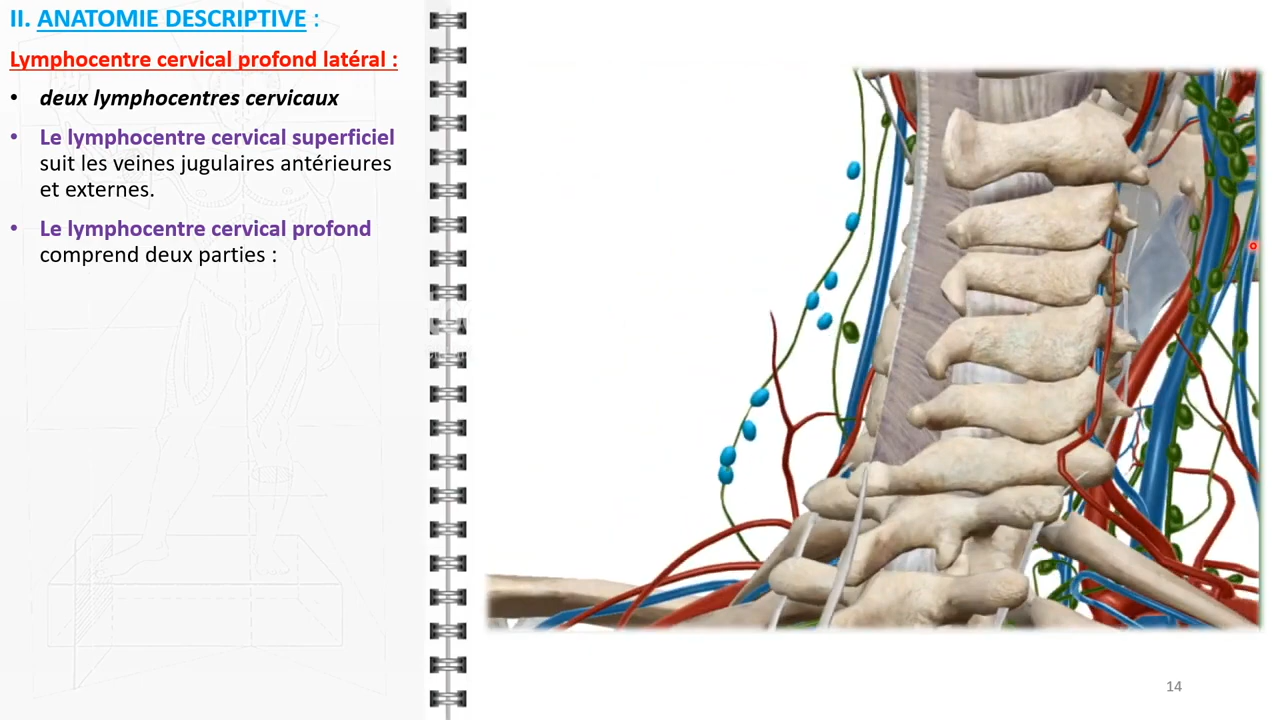 II. ANATOMIE DESCRIPTIVE :
Lymphocentre cervical profond latéral :
• deux lymphocentres cervicaux
• Le lymphocentre cervical superficiel
suit les veines jugulaires antérieures
et externes.
• Le lymphocentre cervical profond
comprend deux parties :
14